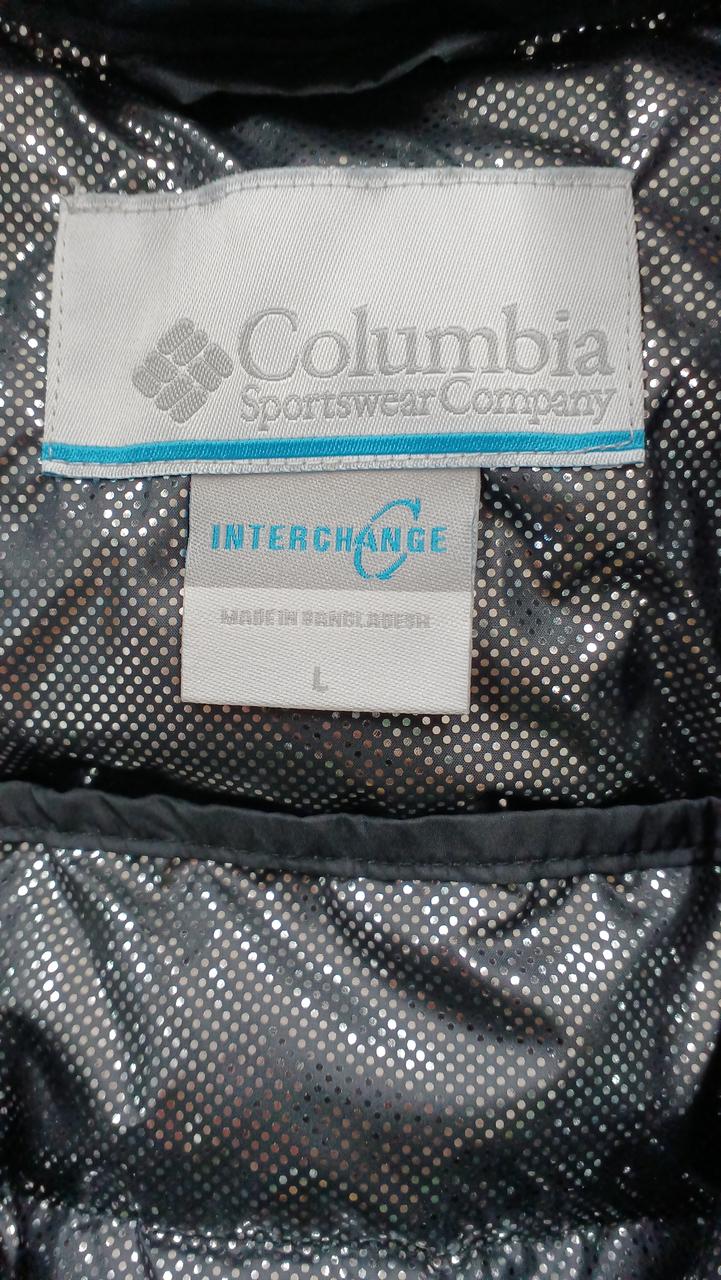 Columbia
Sportswear Company
INTERCHANGE
MADE IN BANGLADESH
L